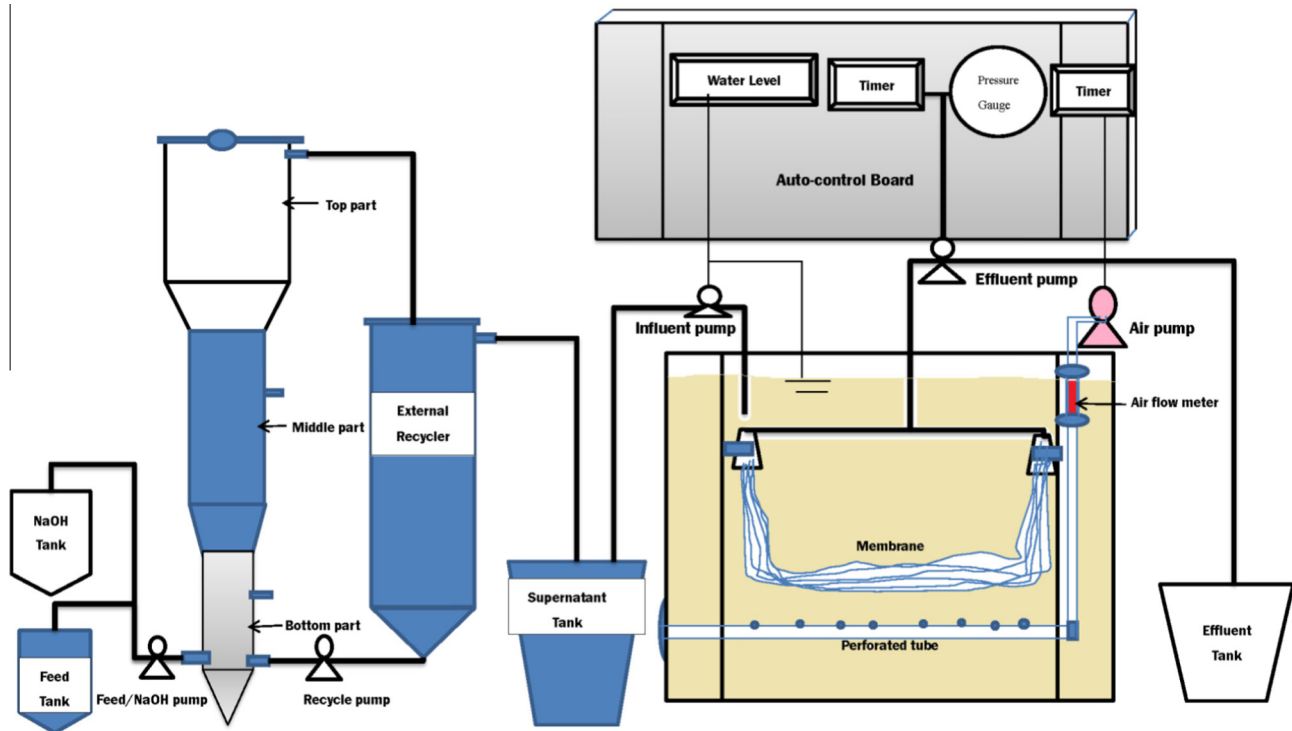 Water Level
Timer
Pressure
Gauge
Timer
Auto-control Board
Top part
Effluent pump
Influent pump
Air pump
External
Recycler
Air flow meter
Middle part
NaOH
Tank
Membrane
Supernatant
Tank
Bottom part
Effluent
Tank
Perforated tube
Feed
Tank
Feed/NaOH pump
Recycle pump